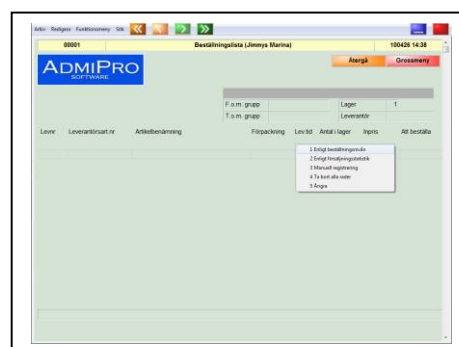 Arkiv Redigera Funktionsmeny Sök
00001 Beställningslista (Jimmys Marina) 100426 14:38
ADMIPRO
SOFTWARE
Återgå Grossmeny
F.o.m. grupp Lager 1
T.o.m. grupp Leverantör
Levnr Leverantörsart.nr Artikelbenämning Förpackning Lev.tid Antal i lager Inpris Att beställa
1 Enligt beställningsnivån
2 Enligt försäljningsstatistik
3 Manuell registrering
4 Ta bort alla rader
5 Ångra